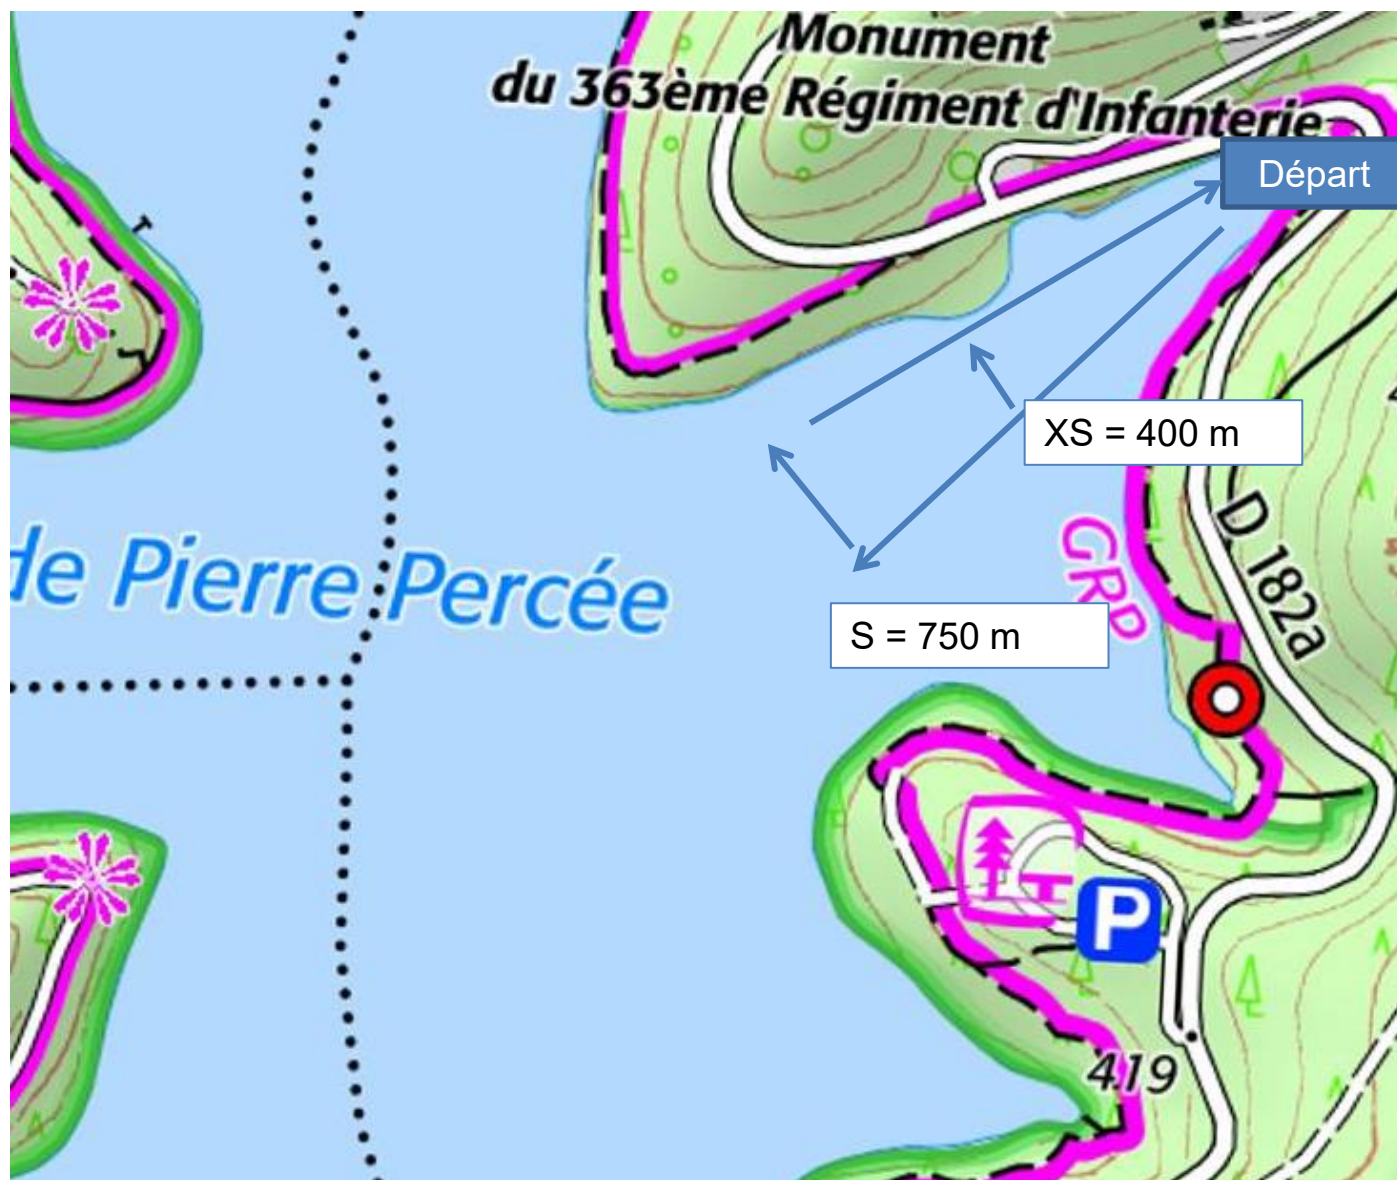 Monument
du 363ème Régiment d'Infanterie
Départ
XS = 400 m
D 182a
GRP
de Pierre Percée
S = 750 m
P
419